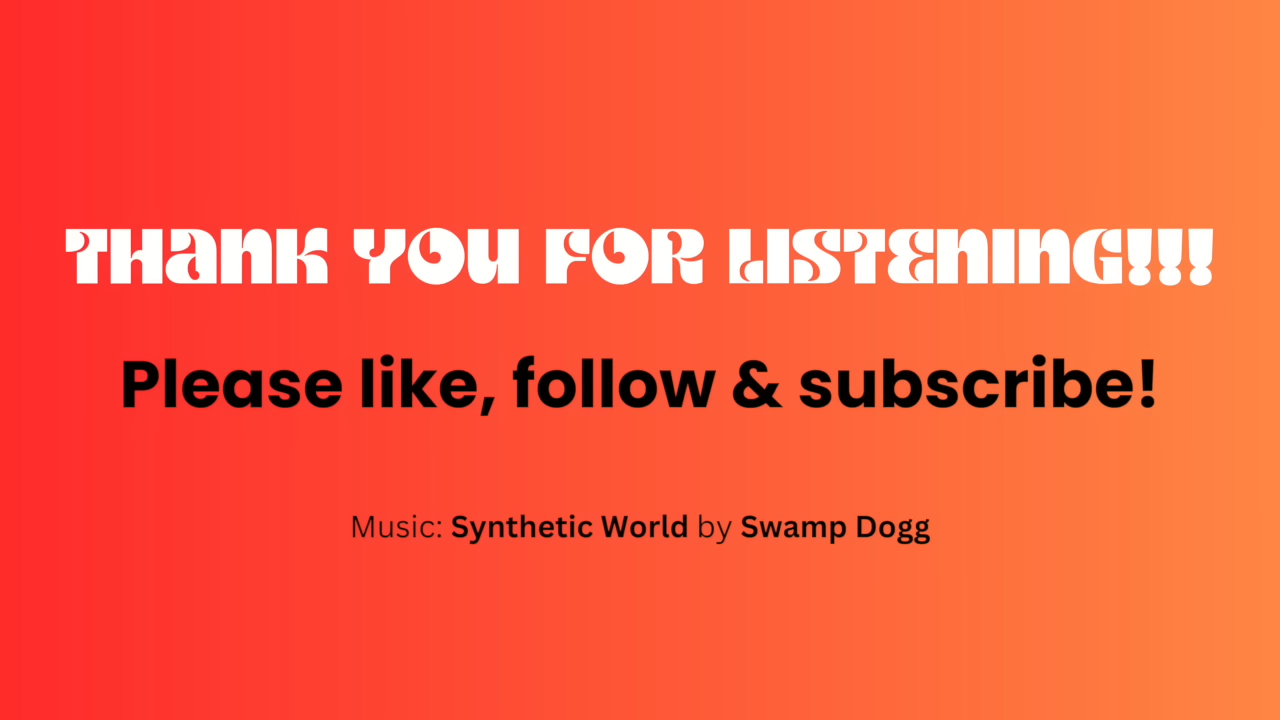 THANK YOU FOR LISTENING!!!
Please like, follow & subscribe!
Music: Synthetic World by Swamp Dogg